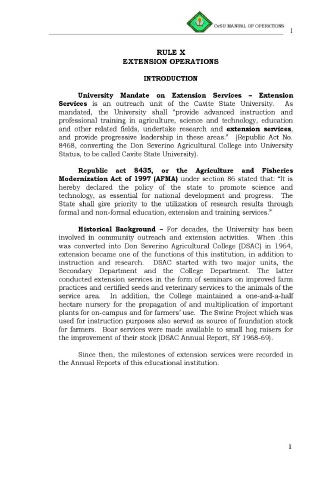 CvSU MANUAL OF OPERATIONS
1
RULE X
EXTENSION OPERATIONS
INTRODUCTION
University Mandate on Extension Services – Extension
Services is an outreach unit of the Cavite State University. As
mandated, the University shall "provide advanced instruction and
professional training in agriculture, science and technology, education
and other related fields, undertake research and extension services,
and provide progressive leadership in these areas." (Republic Act No.
8468, converting the Don Severino Agricultural College into University
Status, to be called Cavite State University).
Republic act 8435, or the Agriculture and Fisheries
Modernization Act of 1997 (AFMA) under section 86 stated that: "It is
hereby declared the policy of the state to promote science and
technology, as essential for national development and progress. The
State shall give priority to the utilization of research results through
formal and non-formal education, extension and training services."
Historical Background – For decades, the University has been
involved in community outreach and extension activities. When this
was converted into Don Severino Agricultural College (DSAC) in 1964,
extension became one of the functions of this institution, in addition to
instruction and research. DSAC started with two major units, the
Secondary Department and the College Department. The latter
conducted extension services in the form of seminars on improved farm
practices and certified seeds and veterinary services to the animals of the
service area. In addition, the College maintained a one-and-a-half
hectare nursery for the propagation of and multiplication of important
plants for on-campus and for farmers' use. The Swine Project which was
used for instruction purposes also served as source of foundation stock
for farmers. Boar services were made available to small hog raisers for
the improvement of their stock (DSAC Annual Report, SY 1968-69).
Since then, the milestones of extension services were recorded in
the Annual Reports of this educational institution.
1